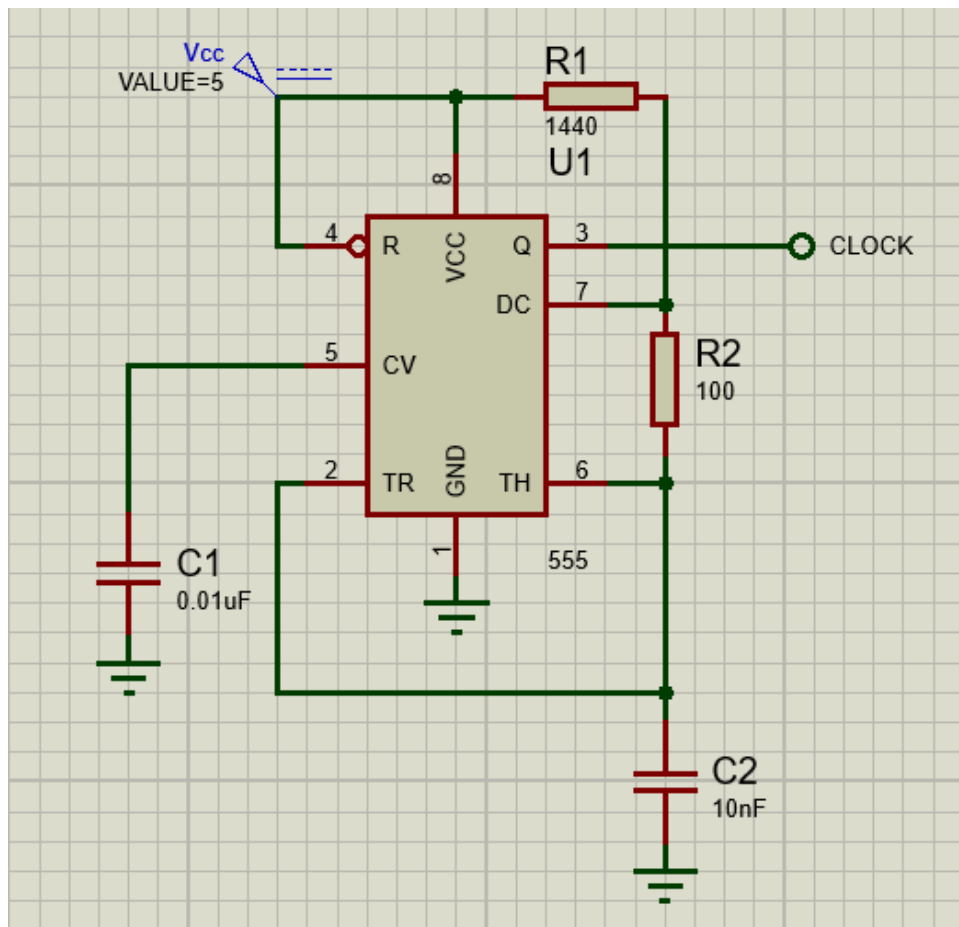 Vcc
VALUE=5
R1
1440
U1
8
4
R
VCC
Q
3
CLOCK
DC
7
5
CV
R2
100
2
TR
GND
TH
6
1
555
C1
0.01uF
C2
10nF